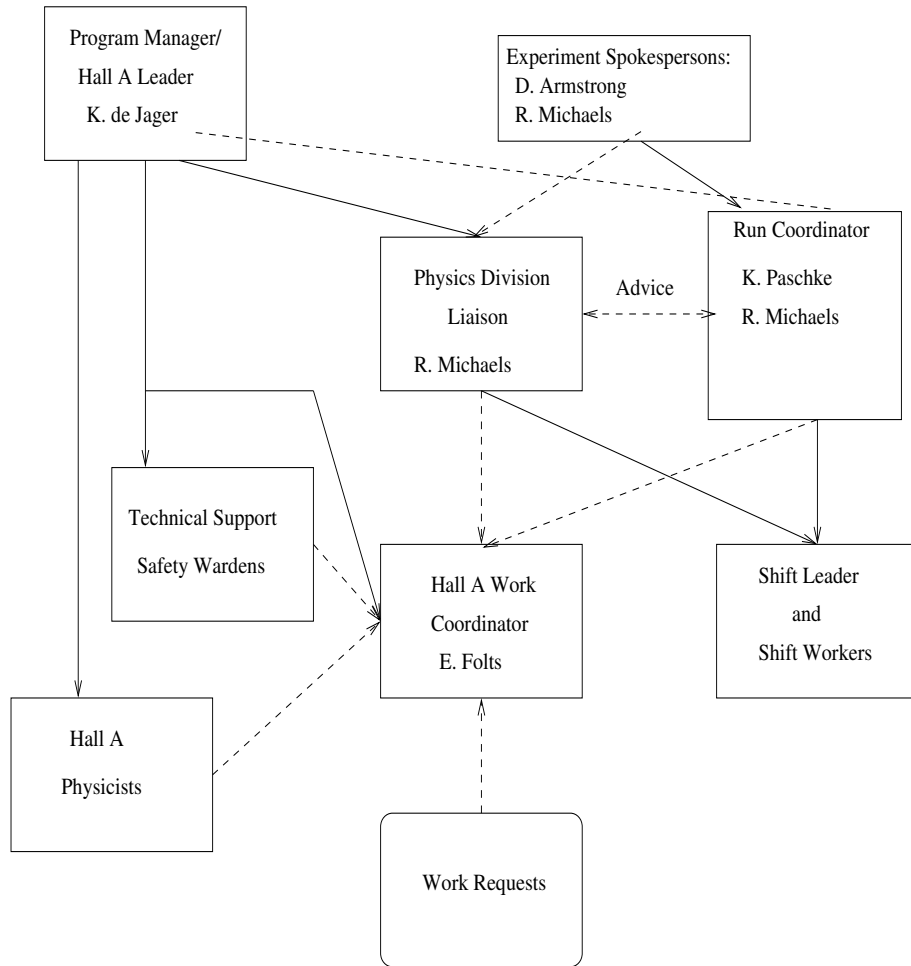 Program Manager/
Hall A Leader
K. de Jager
Experiment Spokespersons:
D. Armstrong
R. Michaels
Run Coordinator
K. Paschke
R. Michaels
Physics Division
Liaison
R. Michaels
Advice
Technical Support
Safety Wardens
Hall A Work
Coordinator
E. Folts
Shift Leader
and
Shift Workers
Hall A
Physicists
Work Requests